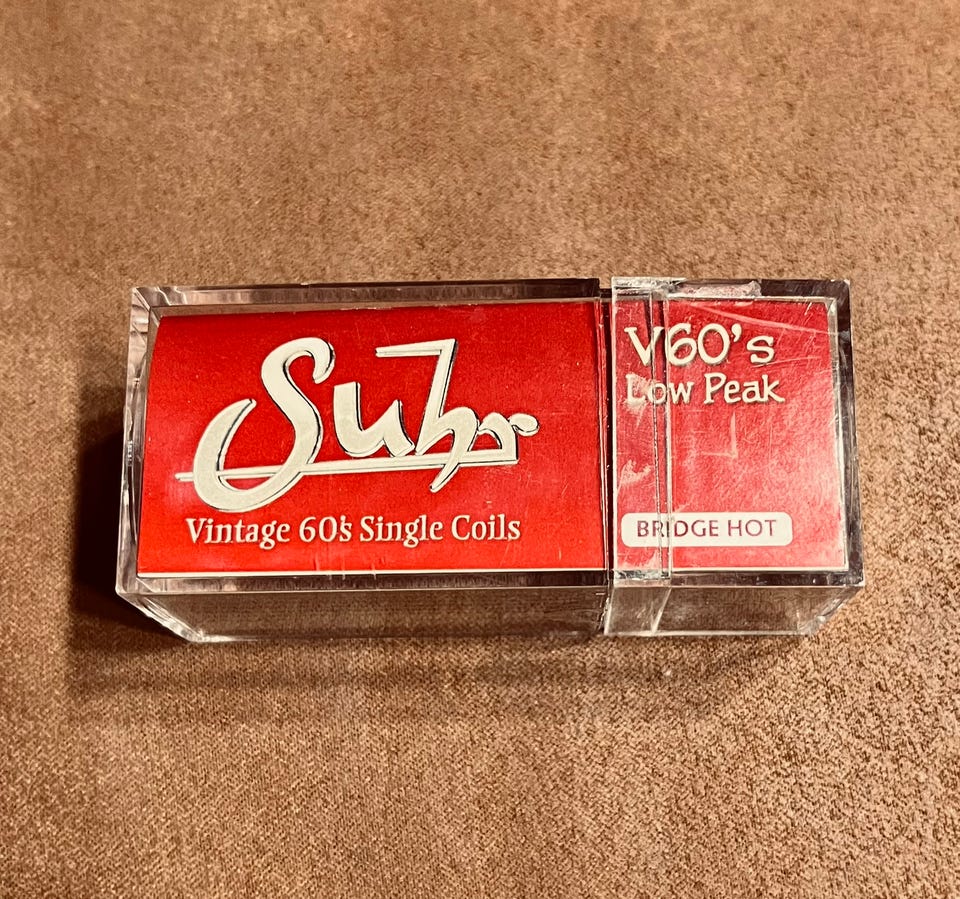 Suhr
Vintage 60's Single Coils
V60's
Low Peak
BRIDGE HOT